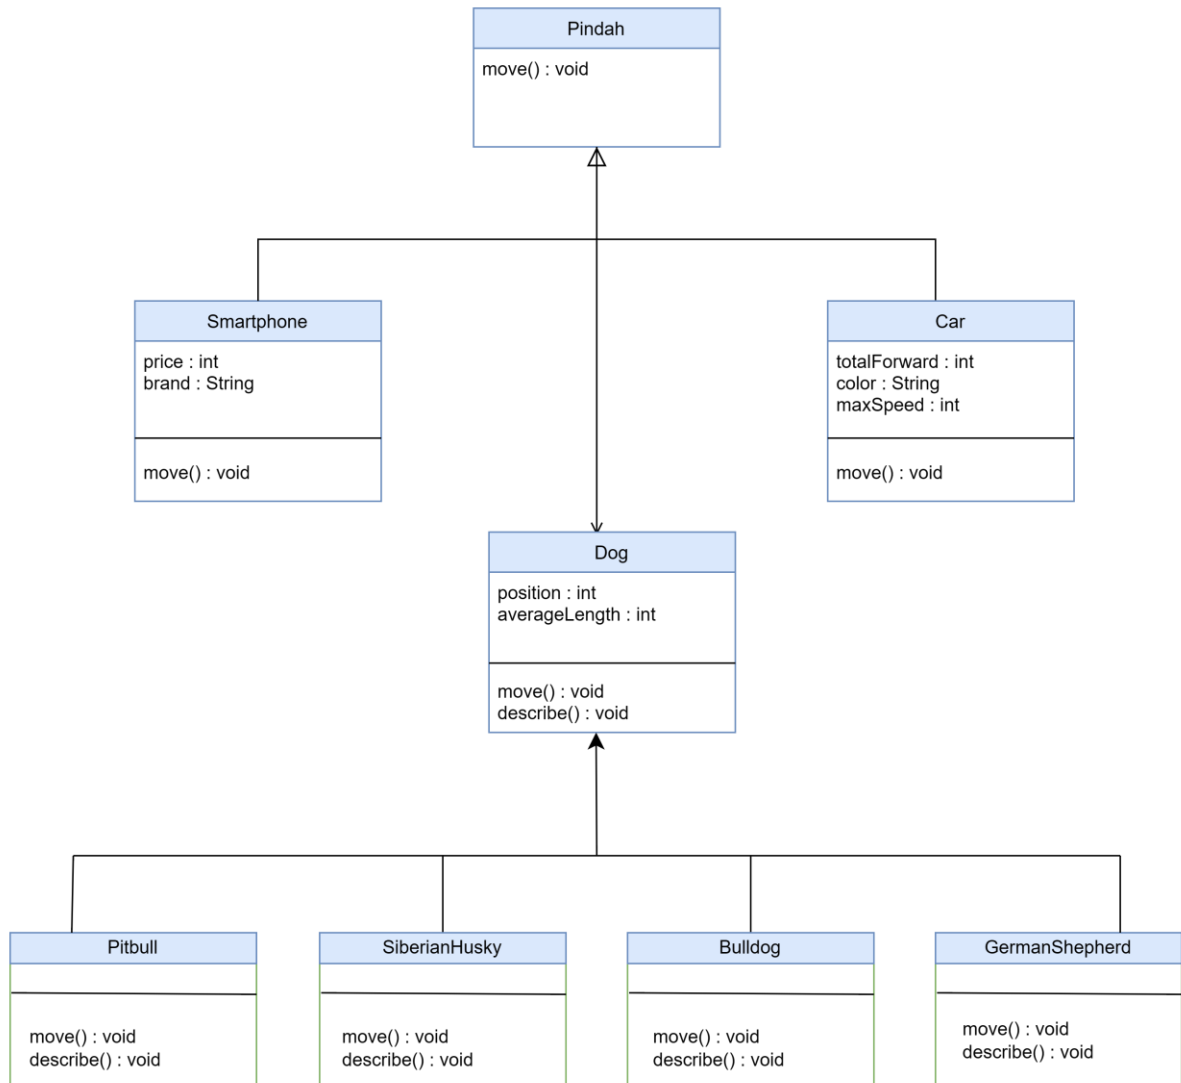 Pindah
move() : void
Smartphone
price : int
brand : String
move() : void
Car
totalForward : int
color : String
maxSpeed : int
move() : void
Dog
position : int
averageLength : int
move() : void
describe() : void
Pitbull
move() : void
describe() : void
SiberianHusky
move() : void
describe() : void
Bulldog
move() : void
describe() : void
GermanShepherd
move() : void
describe() : void